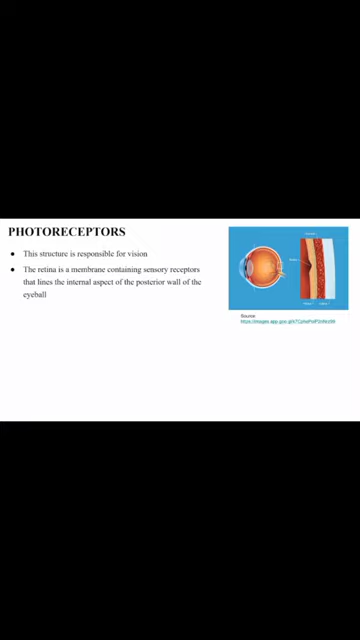 PHOTORECEPTORS
● This structure is responsible for vision
● The retina is a membrane containing sensory receptors
that lines the internal aspect of the posterior wall of the
eyeball
Source